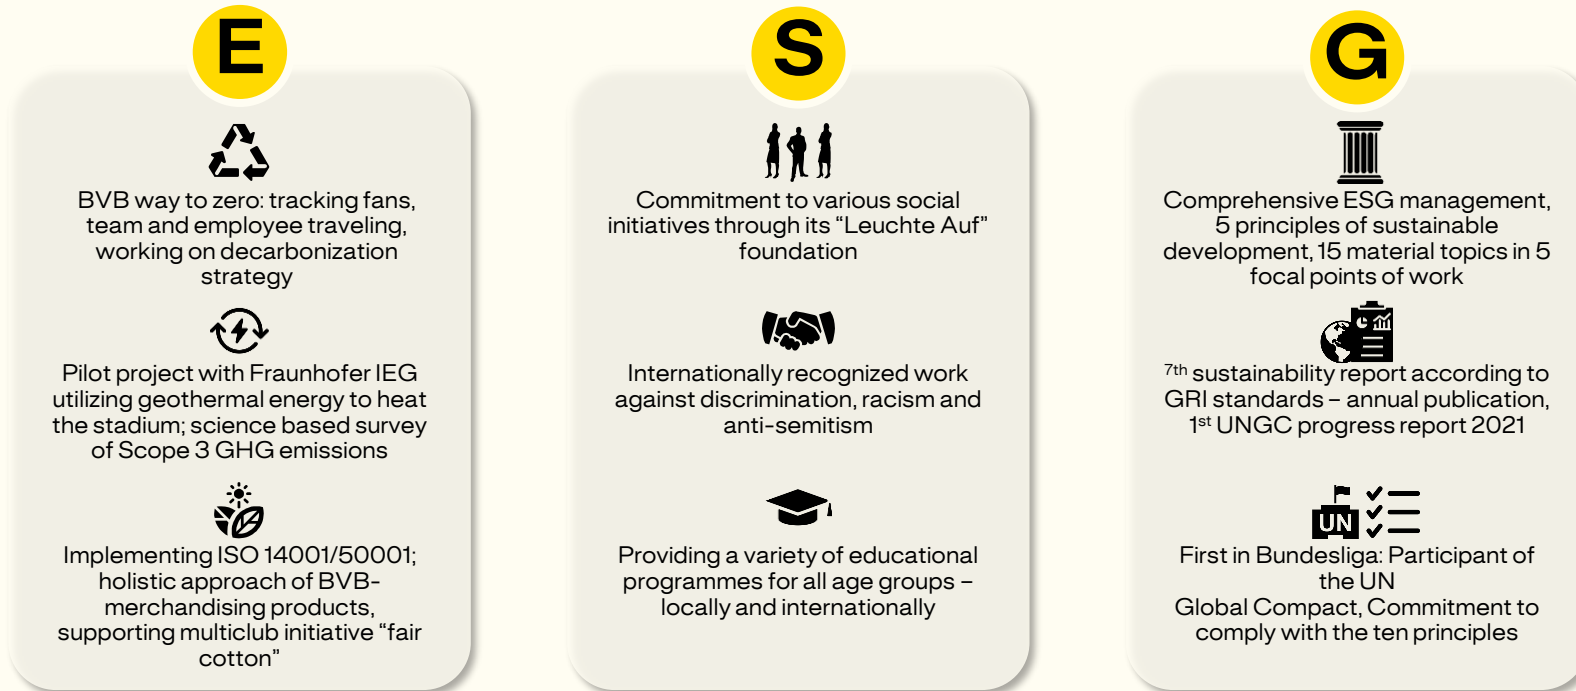 E
BVB way to zero: tracking fans,
team and employee traveling,
working on decarbonization
strategy
Pilot project with Fraunhofer IEG
utilizing geothermal energy to heat
the stadium; science based survey
of Scope 3 GHG emissions
Implementing ISO 14001/50001;
holistic approach of BVB-
merchandising products,
supporting multiclub initiative “fair
cotton”
S
Commitment to various social
initiatives through its “Leuchte Auf”
foundation
Internationally recognized work
against discrimination, racism and
anti-semitism
Providing a variety of educational
programmes for all age groups –
locally and internationally
G
Comprehensive ESG management,
5 principles of sustainable
development, 15 material topics in 5
focal points of work
7th sustainability report according to
GRI standards – annual publication,
1st UNGC progress report 2021
UN
First in Bundesliga: Participant of
the UN
Global Compact, Commitment to
comply with the ten principles